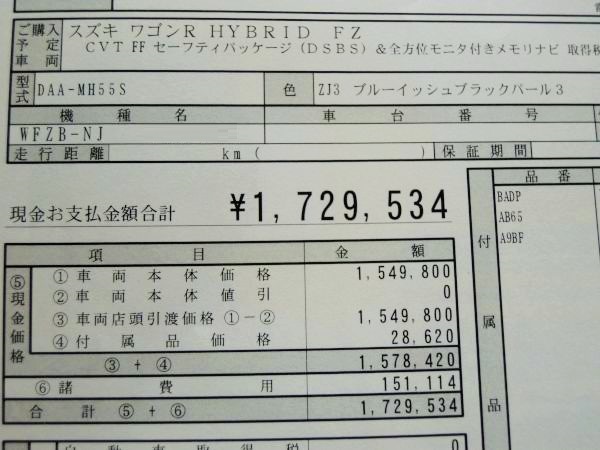 ご購入
予定
車両
スズキ ワゴンR HYBRID FZ
CVT FF セーフティパッケージ(DSBS)&全方位モニタ付きメモリナビ 取得税
型式
DAA-MH55S
色
ZJ3 ブルーイッシュブラックパール3
機種名
車台番号
WFZB-NJ
走行距離
km (
)
保証期間
現金お支払金額合計
¥1,729,534
品番
付属品
BADP
AB65
A9BF
項目
金額
⑤現金価格
①車両本体価格
1,549,800
②車両本体値引
0
③車両店頭引渡価格 ①-②
1,549,800
④付属品価格
28,620
③+④
1,578,420
⑥諸費用
151,114
合計 ⑤+⑥
1,729,534
自動車取得税
0